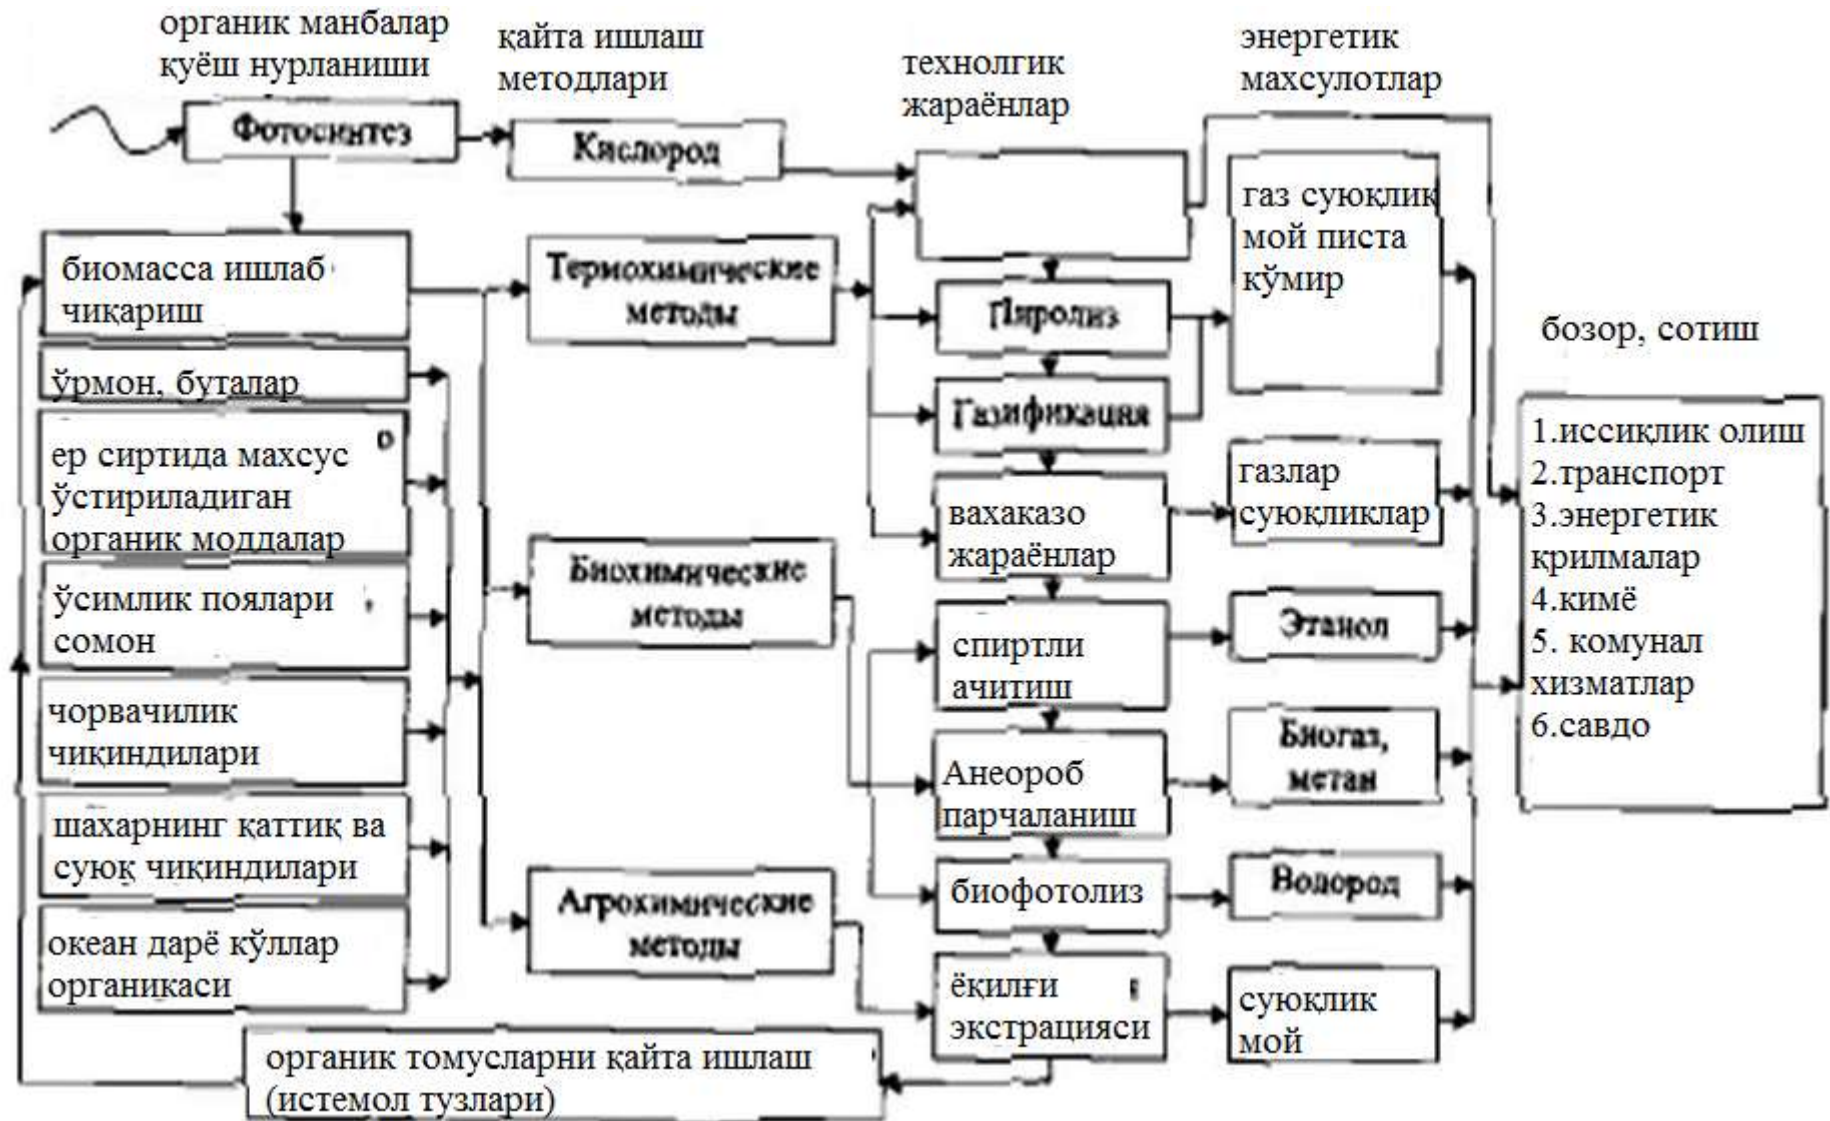 органик манбалар
қуёш нурланиши
қайта ишлаш
методлари
технолгик
жараёнлар
энергетик
махсулотлар
Фотосинтез
Кислород
биомасса ишлаб
чиқариш
ўрмон, буталар
ер сиртида махсус
ўстириладиган
органик моддалар
ўсимлик поялари
сомон
чорвачилик
чиқиндилари
шахарнинг қаттиқ ва
суюқ чиқиндилари
океан дарё кўллар
органикаси
Термохимические
методы
Биохимические
методы
Агрохимические
методы
Пиролиз
Газификация
вахаказо
жараёнлар
спиртли
ачитиш
Анеороб
парчаланиш
биофотолиз
ёқилғи
экстрацияси
газ суюқлик
мой писта
кўмир
газлар
суюқликлар
Этанол
Биогаз,
метан
Водород
суюқлик
мой
бозор, сотиш
1.иссиқлик олиш
2.транспорт
3.энергетик
қрилмалар
4.кимё
5. комунал
хизматлар
6.савдо
органик томусларни қайта ишлаш
(истемол тузлари)